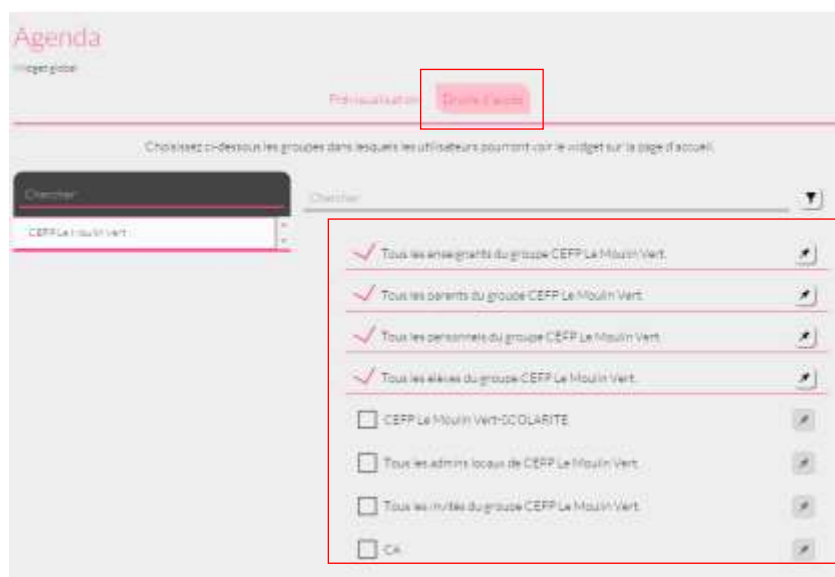 Agenda
Widget global
Prévisualisation Droits d'accès
Choisissez ci-dessous les groupes dans lesquels les utilisateurs pourront voir le widget sur la page d'accueil.
Chercher
Chercher
CEFP Le Moulin Vert
Tous les enseignants du groupe CEFP Le Moulin Vert.
Tous les parents du groupe CEFP Le Moulin Vert.
Tous les personnels du groupe CEFP Le Moulin Vert.
Tous les élèves du groupe CEFP Le Moulin Vert.
CEFP Le Moulin Vert-SCOLARITE
Tous les admins locaux de CEFP Le Moulin Vert.
Tous les invités du groupe CEFP Le Moulin Vert.
CA